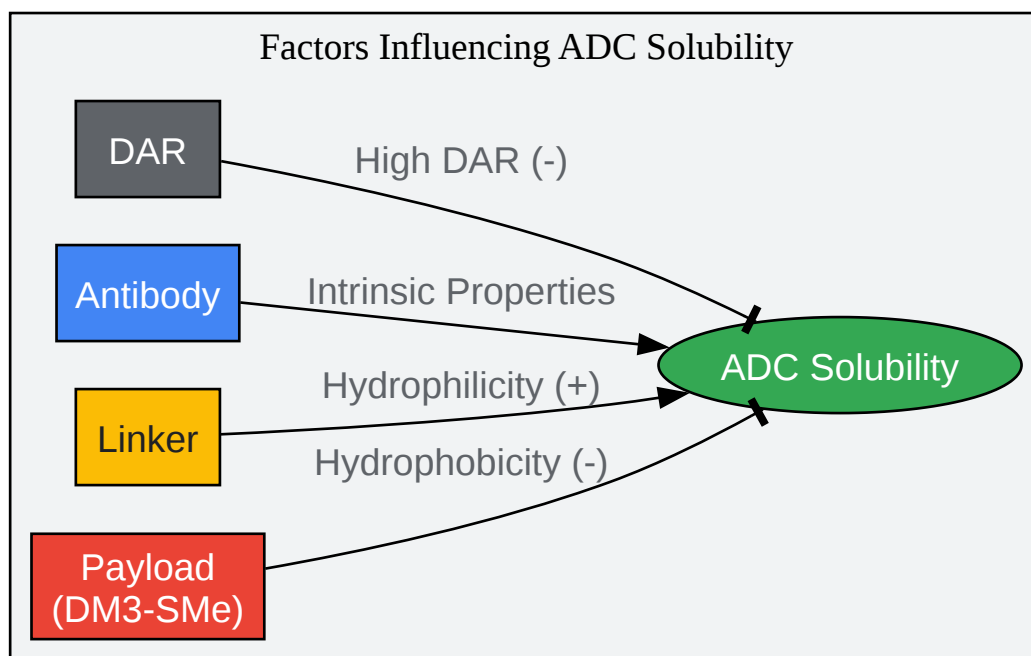 Factors Influencing ADC Solubility
DAR
High DAR (-)
Antibody
Intrinsic Properties
ADC Solubility
Linker
Hydrophilicity (+)
Hydrophobicity (-)
Payload
(DM3-SMe)